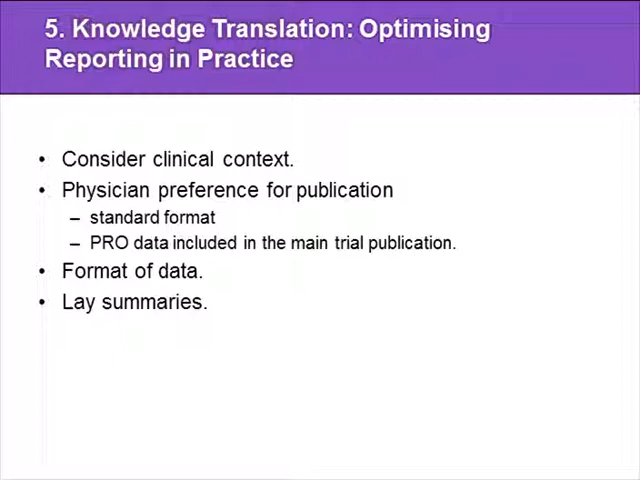 5. Knowledge Translation: Optimising
Reporting in Practice
• Consider clinical context.
• Physician preference for publication
– standard format
– PRO data included in the main trial publication.
• Format of data.
• Lay summaries.